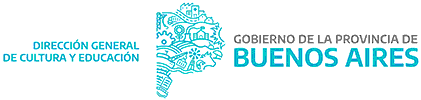 DIRECCIÓN GENERAL
DE CULTURA Y EDUCACIÓN
GOBIERNO DE LA PROVINCIA DE
BUENOS AIRES